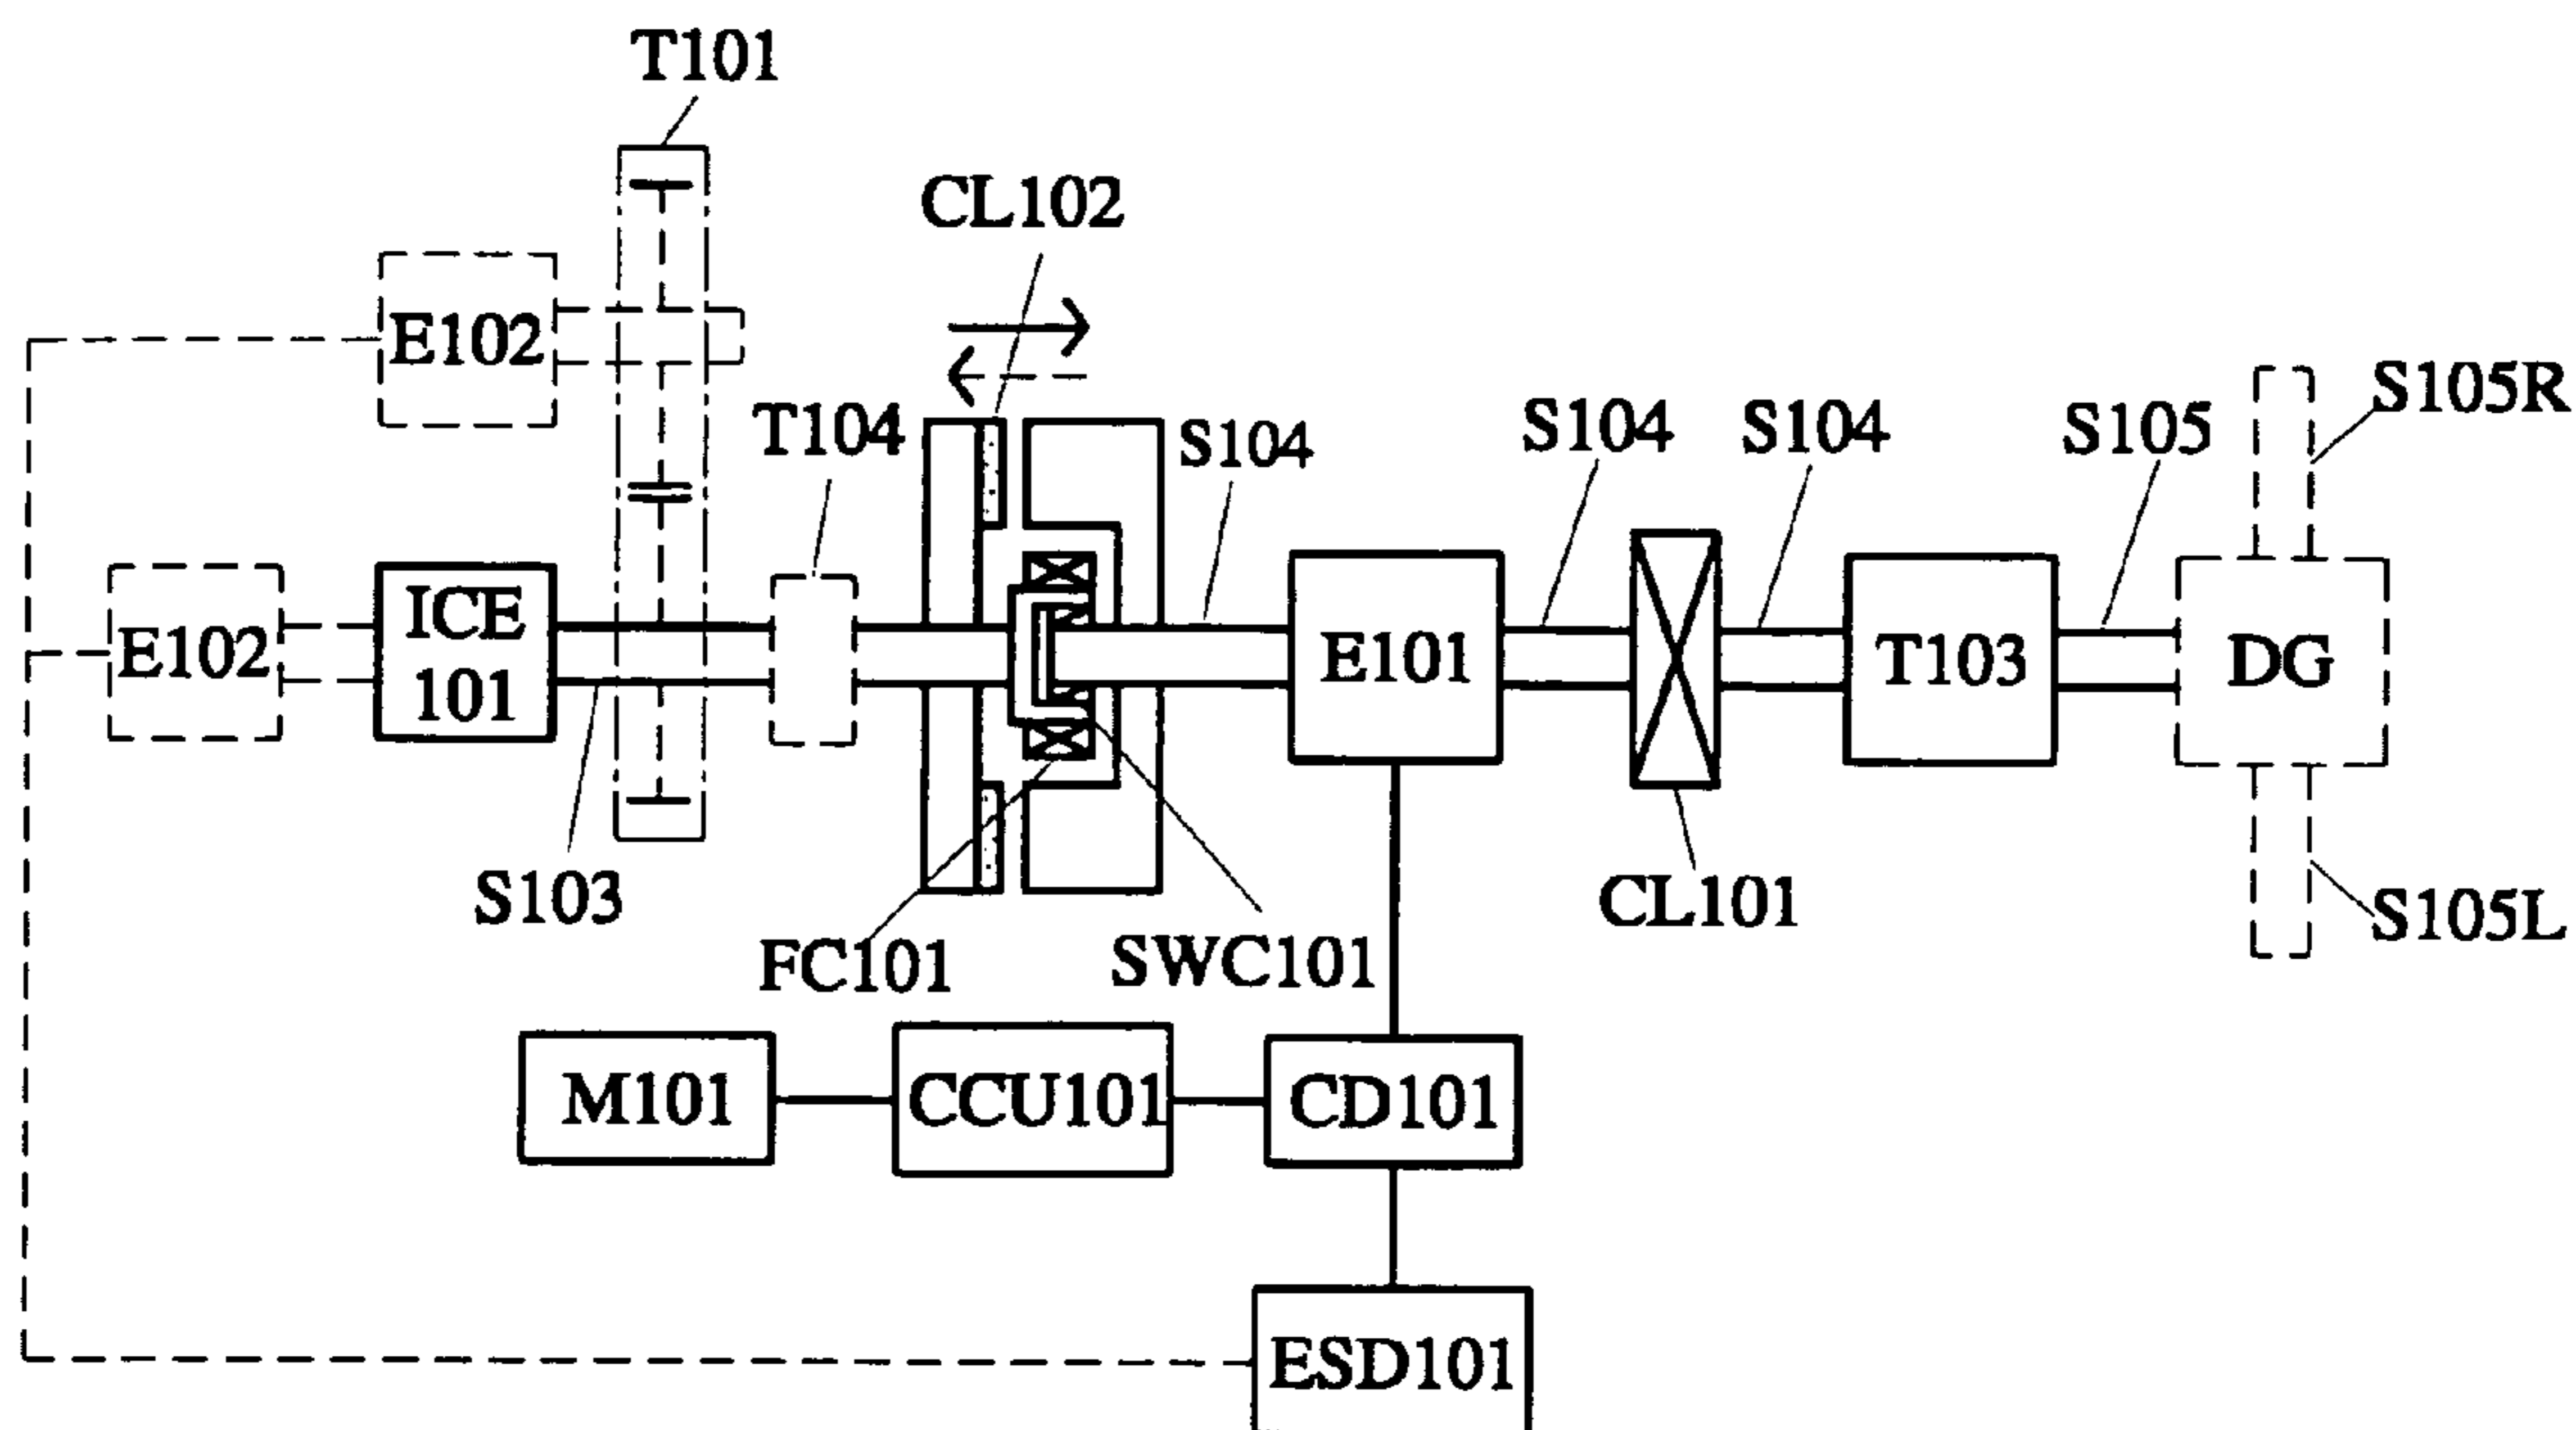 T101
CL102
E102
T104
S104
S104
S104
S105
S105R
E102
ICE
101
E101
T103
DG
S103
FC101
SWC101
CL101
S105L
M101
CCU101
CD101
ESD101